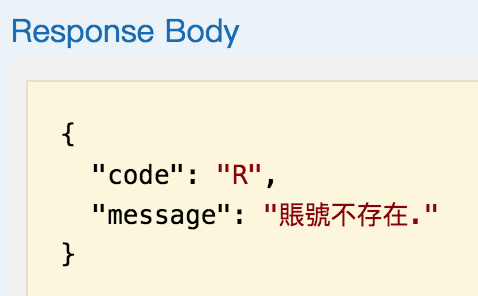 Response Body
{
"code": "R",
"message": "賬號不存在."
}